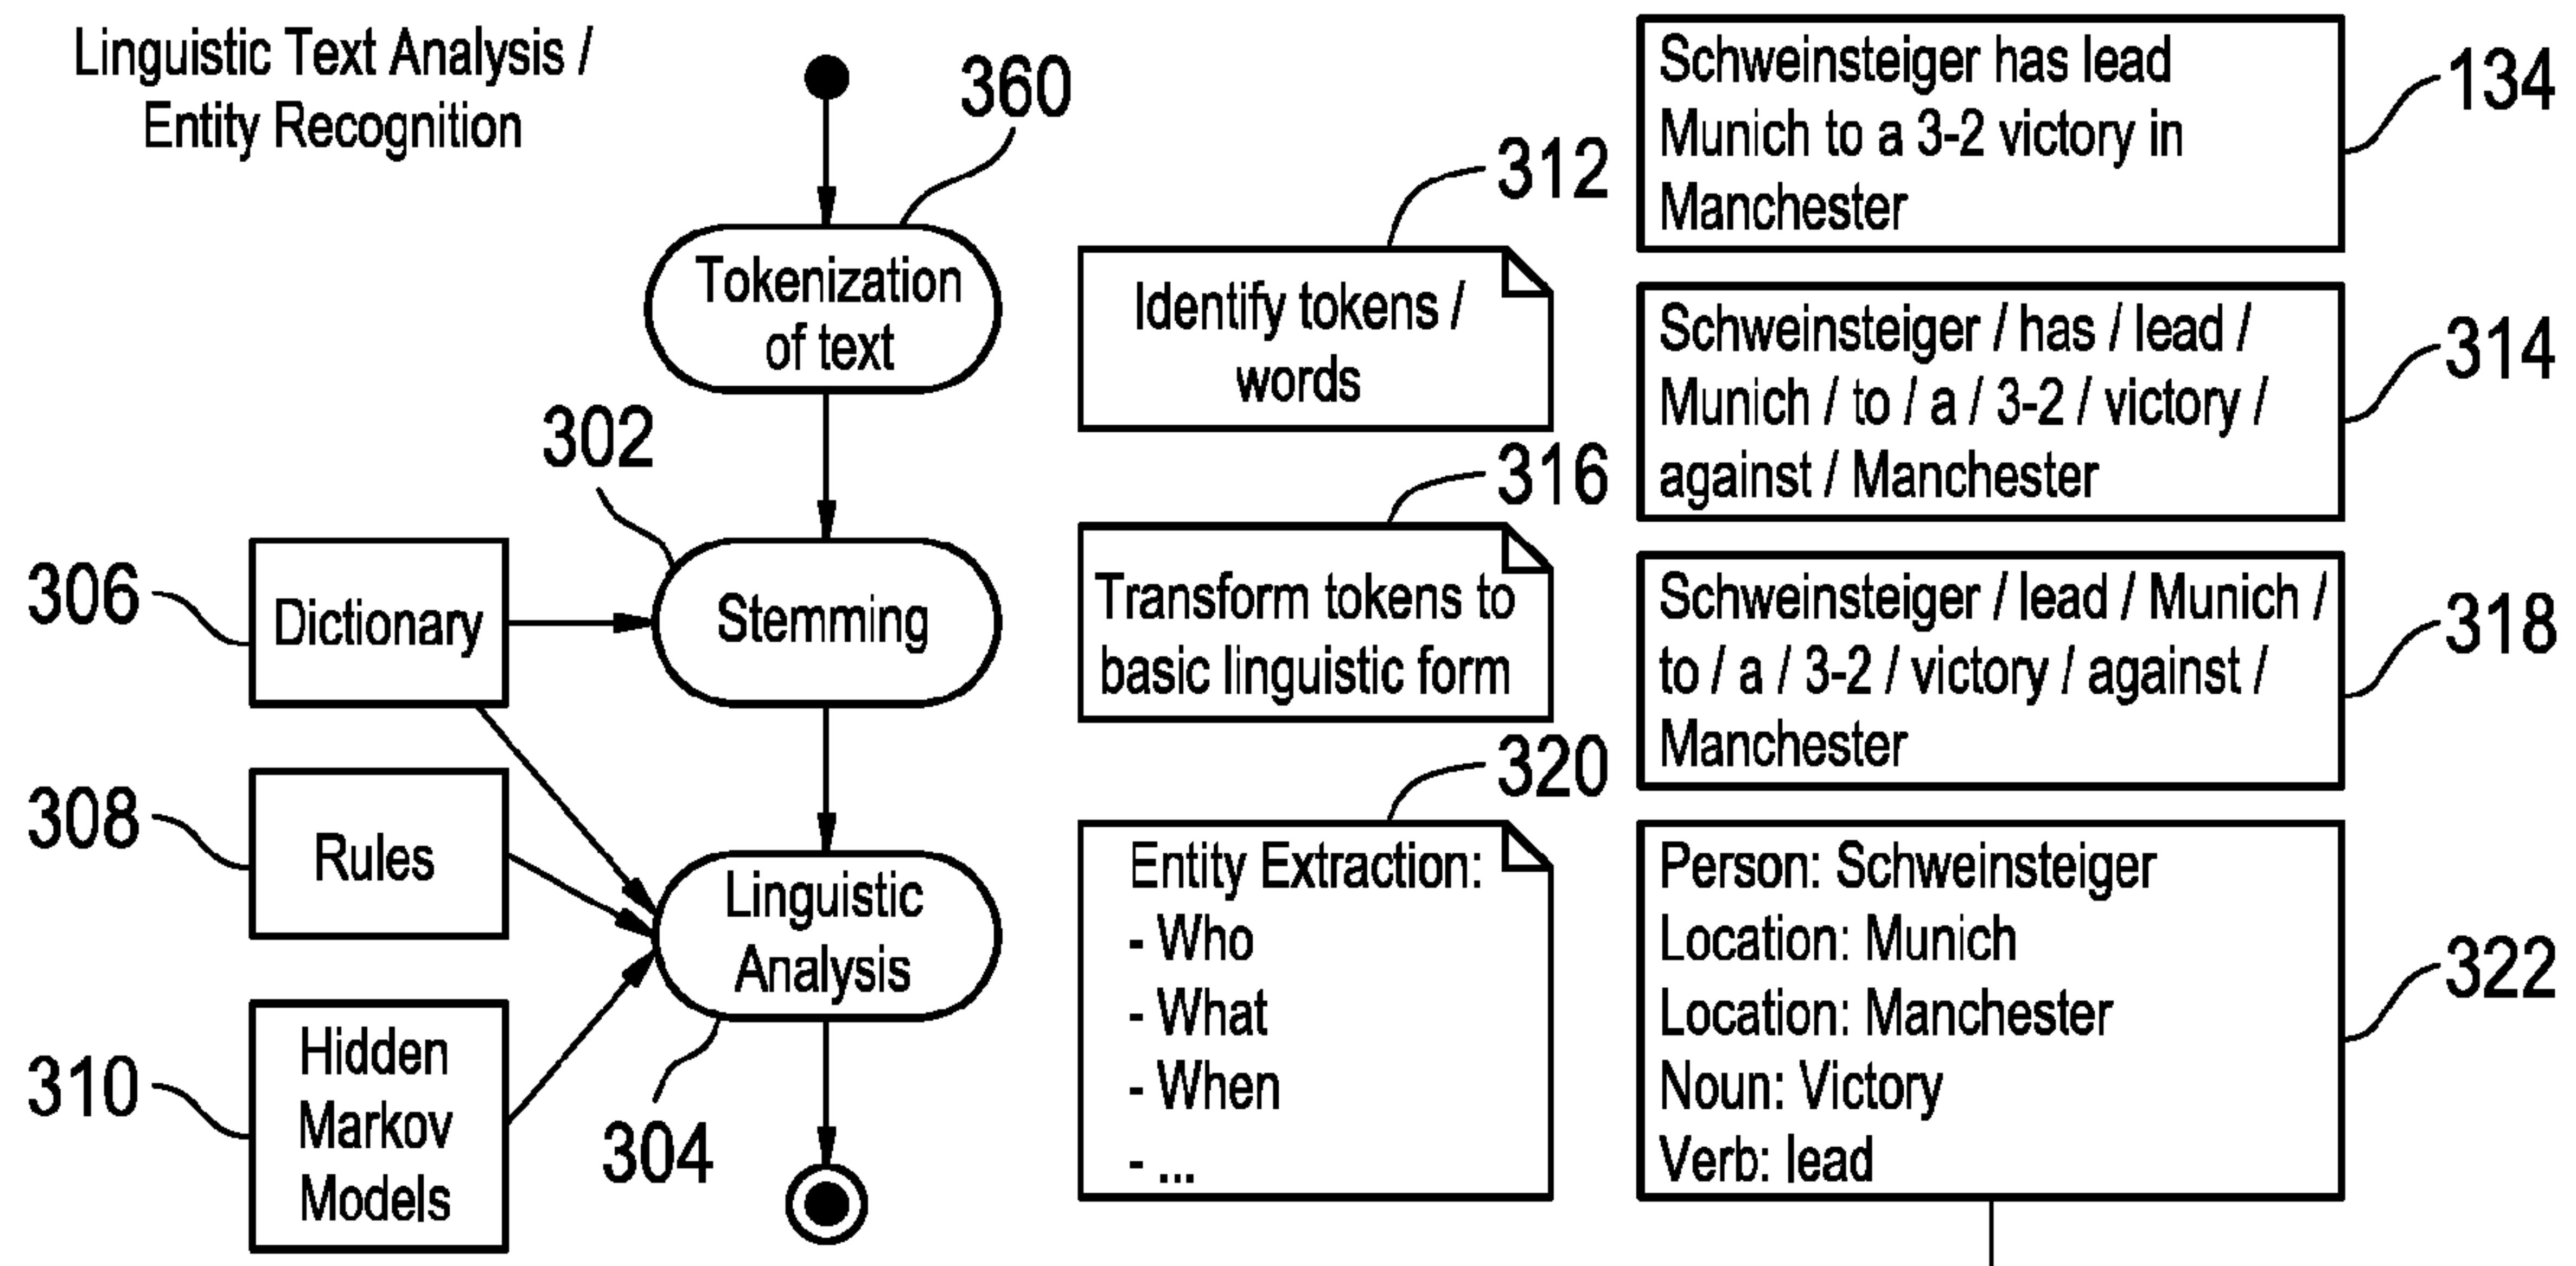 Linguistic Text Analysis /
Entity Recognition
360
Tokenization
of text
302
Stemming
306
Dictionary
308
Rules
310
Hidden
Markov
Models
Linguistic
Analysis
304
312
Identify tokens /
words
316
Transform tokens to
basic linguistic form
320
Entity Extraction:
- Who
- What
- When
- ...
Schweinsteiger has lead
Munich to a 3-2 victory in
Manchester
134
Schweinsteiger / has / lead /
Munich / to / a / 3-2 / victory /
against / Manchester
314
Schweinsteiger / lead / Munich /
to / a / 3-2 / victory / against /
Manchester
318
Person: Schweinsteiger
Location: Munich
Location: Manchester
Noun: Victory
Verb: lead
322